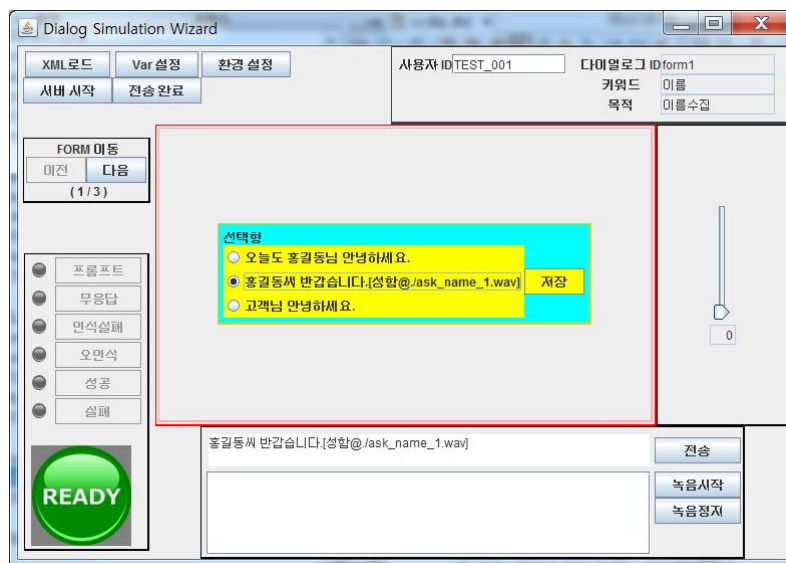 Dialog Simulation Wizard
XML로드 Var 설정 환경 설정
서버 시작 전송 완료
사용자 ID TEST_001 다이얼로그 ID form1
키워드 이름
목적 이름수집
FORM 이동
이전 다음
(1/3)
선택형
오늘도 홍길동님 안녕하세요.
홍길동씨 반갑습니다.[성합@./ask_name_1.wav] 저장
고객님 안녕하세요.
0
프롬프트
무응답
인식실패
오인식
성공
실패
READY
홍길동씨 반갑습니다.[성합@./ask_name_1.wav]
전송
녹음시작
녹음정지